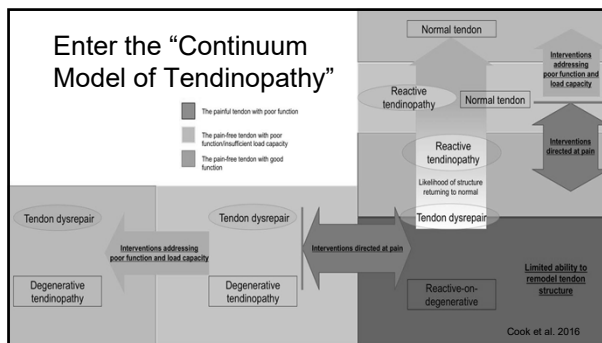 Enter the “Continuum
Model of Tendinopathy”
The painful tendon with poor function
The pain-free tendon with poor
function/insufficient load capacity
The pain-free tendon with good
function.
Normal tendon
Reactive
tendinopathy
Normal tendon
Interventions
addressing
poor function and
load capacity
Reactive
tendinopathy
Interventions
directed at pain
Likelihood of structure
returning to normal
Tendon dysrepair
Tendon dysrepair
Tendon dysrepair
Interventions addressing
poor function and load capacity
Interventions directed at pain
Degenerative
tendinopathy
Degenerative
tendinopathy
Reactive-on-
degenerative
Limited ability to
remodel tendon
structure
Cook et al. 2016